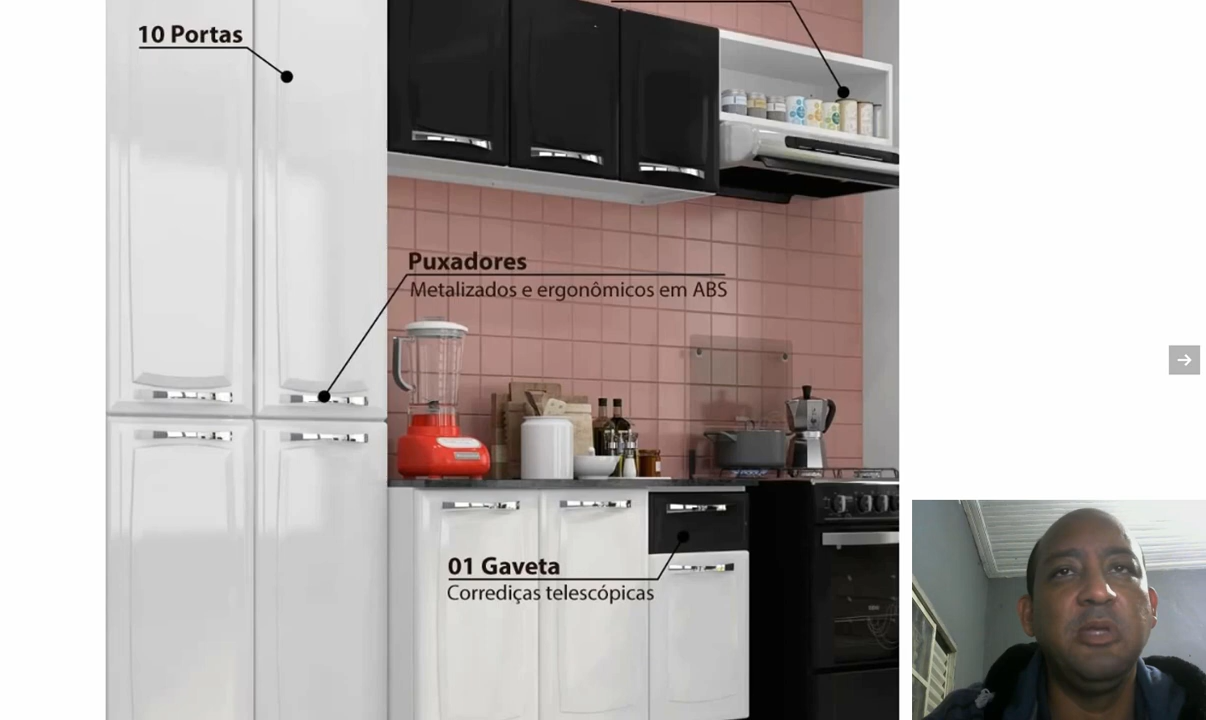 10 Portas
Puxadores
Metalizados e ergonômicos em ABS
01 Gaveta
Corrediças telescópicas